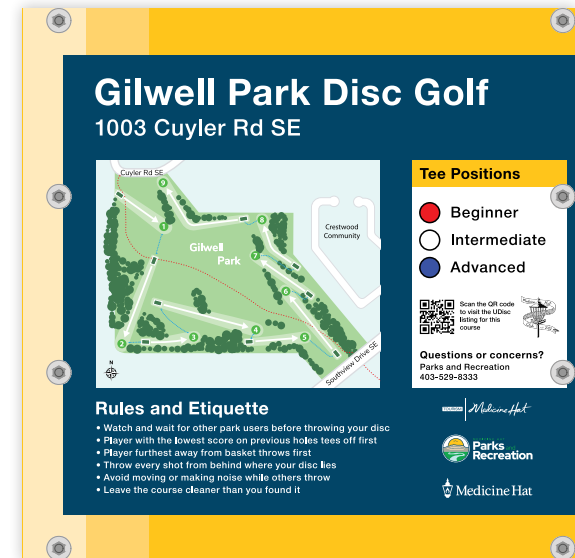 Gilwell Park Disc Golf
1003 Cuyler Rd SE
Cuyler Rd SE
9
1
8
Gilwell
Park
Crestwood
Community
7
6
4
2
3
5
N
Southview Drive SE
Tee Positions
Beginner
Intermediate
Advanced
Scan the QR code
to visit the UDisc
listing for this
course
Questions or concerns?
Parks and Recreation
403-529-8333
Rules and Etiquette
• Watch and wait for other park users before throwing your disc
• Player with the lowest score on previous holes tees off first
• Player furthest away from basket throws first
• Throw every shot from behind where your disc lies
• Avoid moving or making noise while others throw
• Leave the course cleaner than you found it
TOURISM Medicine Hat
Parks
Recreation
Medicine Hat